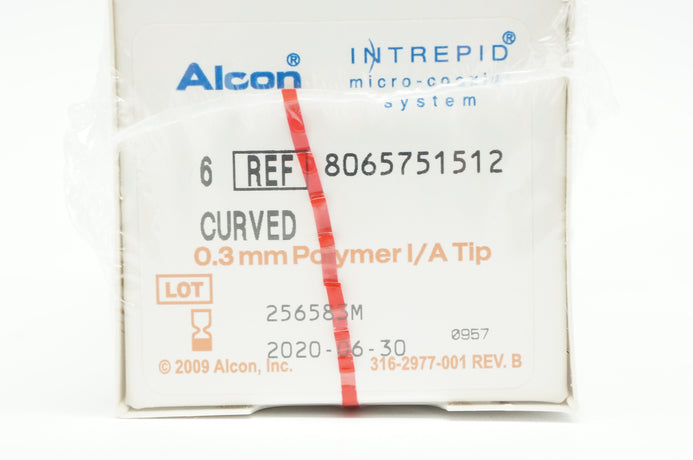 Alcon® INTREPID®
micro-coaxial
system
6 REF 8065751512
CURVED
0.3 mm Polymer I/A Tip
LOT
256583M
2020-06-30 0957
© 2009 Alcon, Inc. 316-2977-001 REV. B